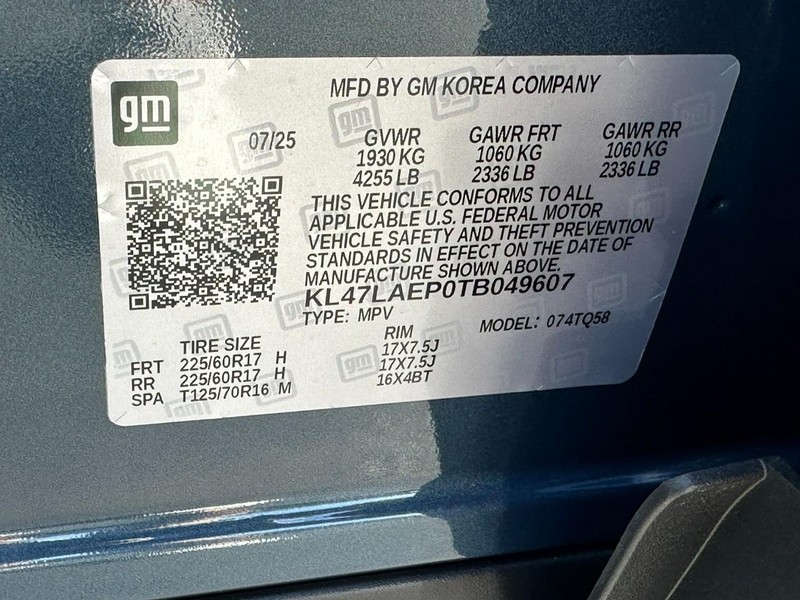 gm
MFD BY GM KOREA COMPANY
07/25
GVWR GAWR FRT GAWR RR
1930 KG 1060 KG 1060 KG
4255 LB 2336 LB 2336 LB
THIS VEHICLE CONFORMS TO ALL
APPLICABLE U.S. FEDERAL MOTOR
VEHICLE SAFETY AND THEFT PREVENTION
STANDARDS IN EFFECT ON THE DATE OF
MANUFACTURE SHOWN ABOVE.
KL47LAEP0TB049607
TYPE: MPV MODEL: 074TQ58
TIRE SIZE RIM
FRT 225/60R17 H 17X7.5J
RR 225/60R17 H 17X7.5J
SPA T125/70R16 M 16X4BT